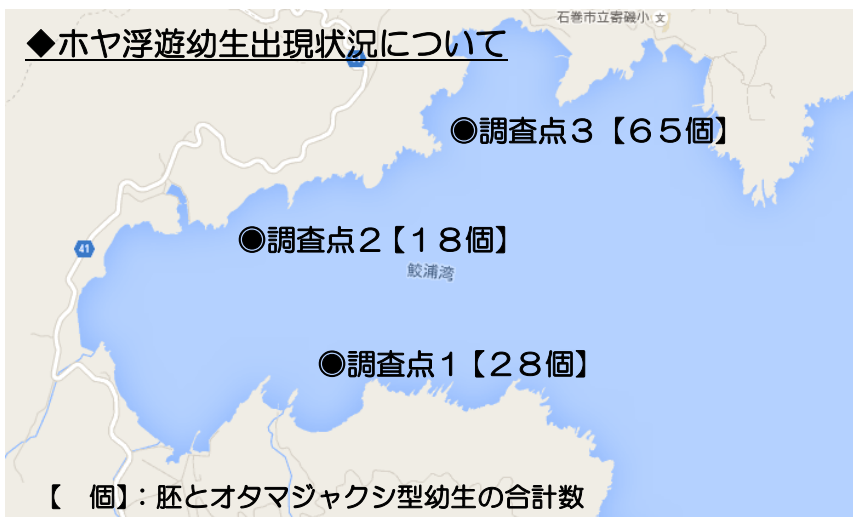 石巻市立寄磯小
◆ホヤ浮遊幼生出現状況について
41
◉調査点3【65個】
◉調査点2【18個】
41
鮫浦湾
◉調査点1【28個】
【　個】：胚とオタマジャクシ型幼生の合計数